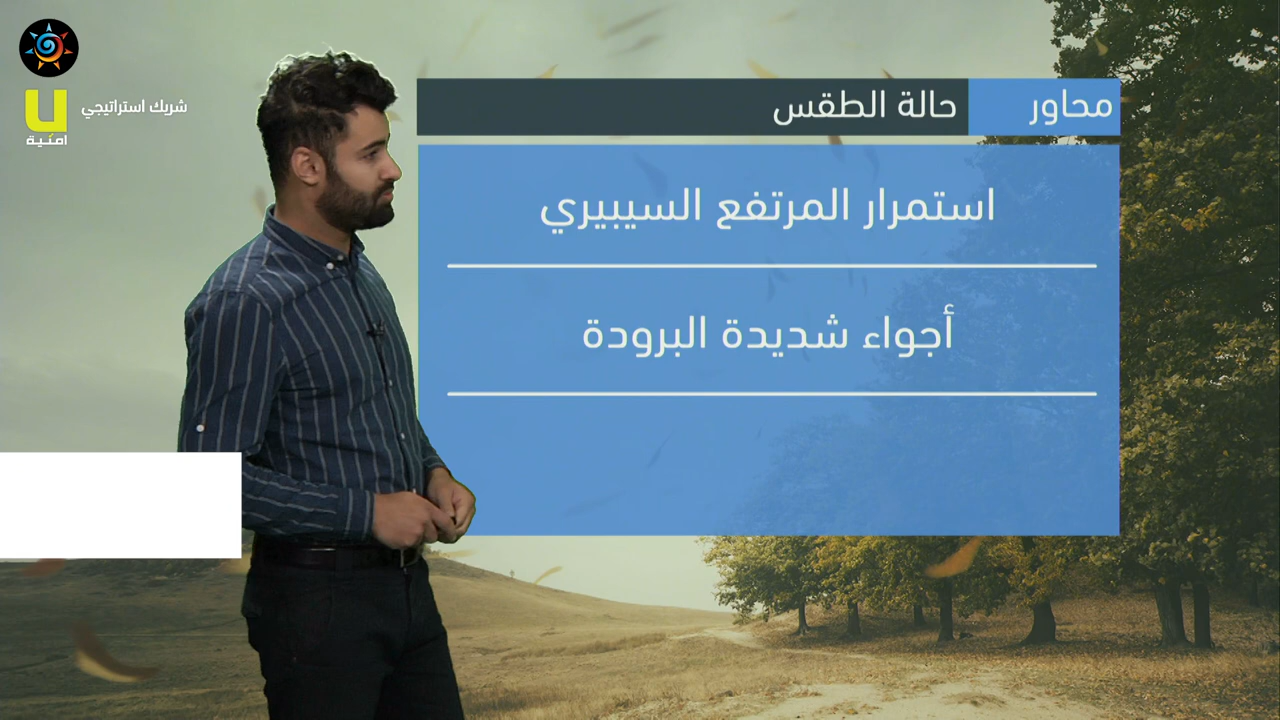 شريك استراتيجي
U
امنية
محاور
حالة الطقس
استمرار المرتفع السيبيري
أجواء شديدة البرودة